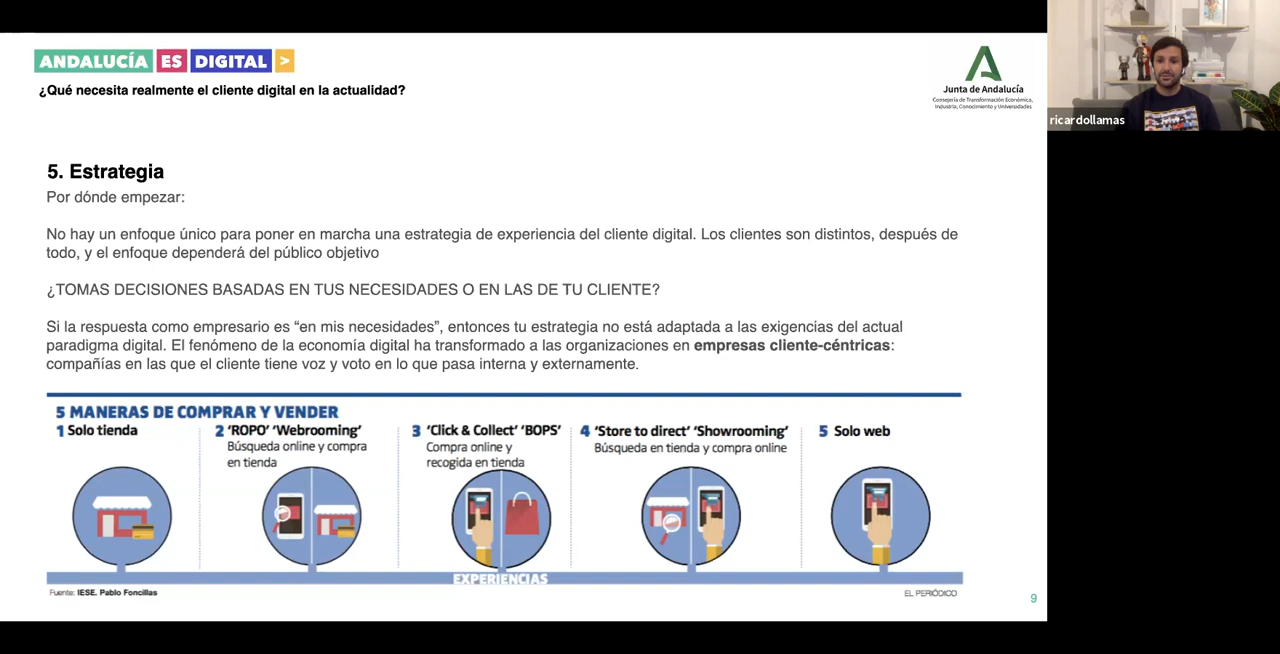 ANDALUCÍA ES DIGITAL >
¿Qué necesita realmente el cliente digital en la actualidad?
Junta de Andalucía
Consejería de Transformación Económica,
Industria, Conocimiento y Universidades
ricardollamas
5. Estrategia
Por dónde empezar:
No hay un enfoque único para poner en marcha una estrategia de experiencia del cliente digital. Los clientes son distintos, después de
todo, y el enfoque dependerá del público objetivo
¿TOMAS DECISIONES BASADAS EN TUS NECESIDADES O EN LAS DE TU CLIENTE?
Si la respuesta como empresario es “en mis necesidades”, entonces tu estrategia no está adaptada a las exigencias del actual
paradigma digital. El fenómeno de la economía digital ha transformado a las organizaciones en empresas cliente-céntricas:
compañías en las que el cliente tiene voz y voto en lo que pasa interna y externamente.
5 MANERAS DE COMPRAR Y VENDER
1 Solo tienda
2 ‘ROPO’ ‘Webrooming’
Búsqueda online y compra
en tienda
3 ‘Click & Collect’ ‘BOPS’
Compra online y
recogida en tienda
4 ‘Store to direct’ ‘Showrooming’
Búsqueda en tienda y compra online
5 Solo web
EXPERIENCIAS
Fuente: IESE. Pablo Foncillas
EL PERIÓDICO
9